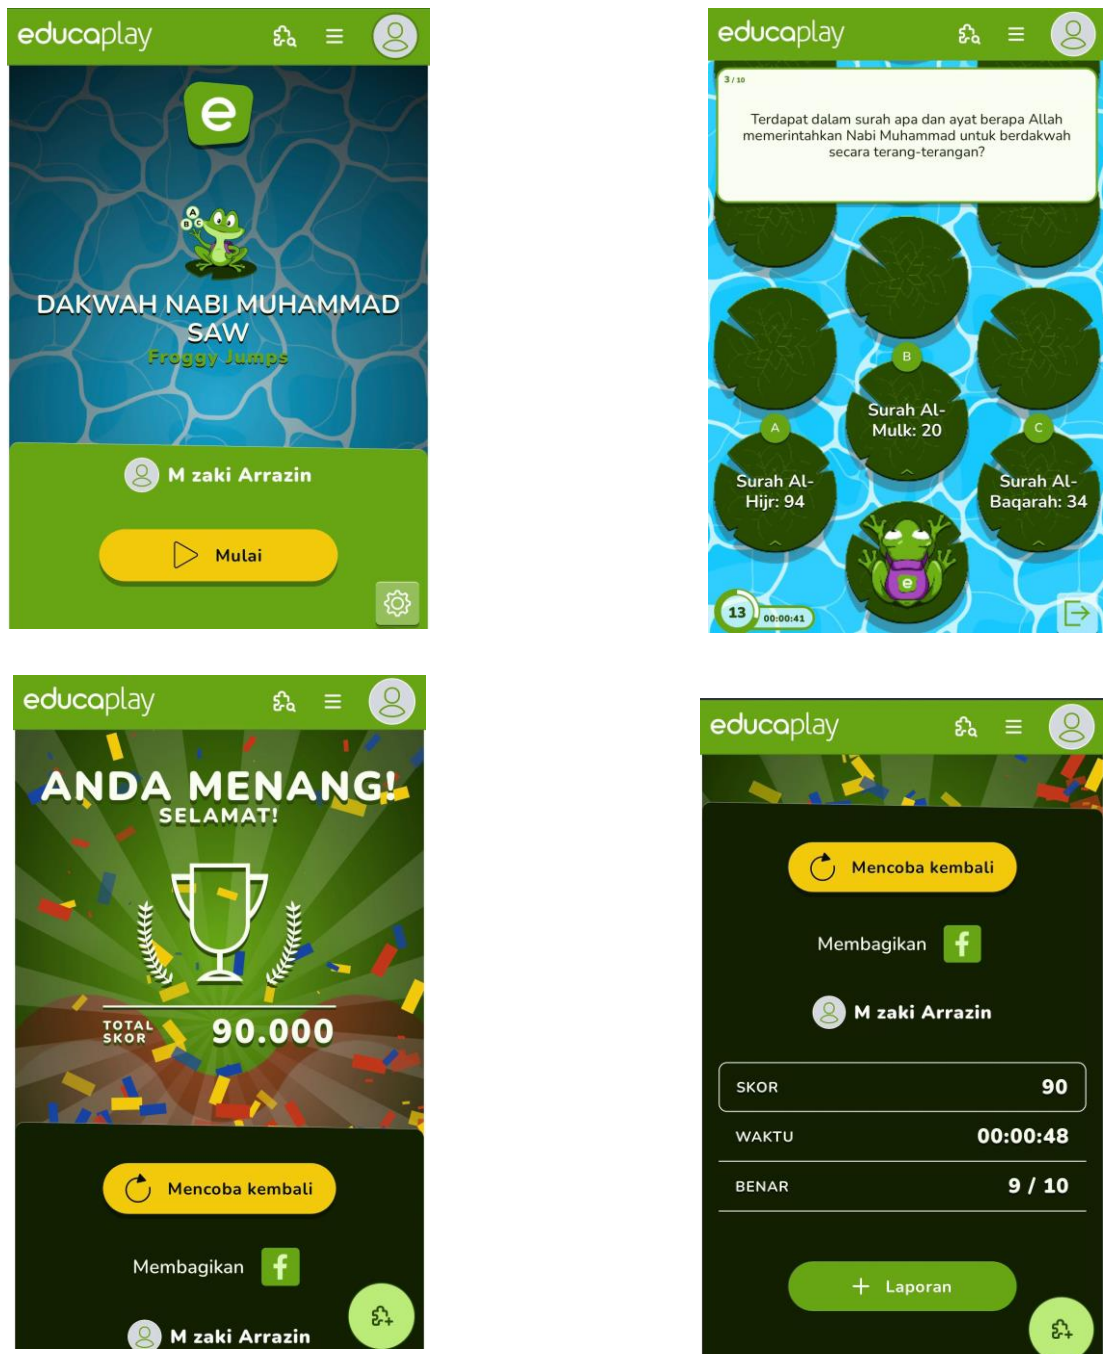 educaplay
e
A
B C
DAKWAH NABI MUHAMMAD
SAW
Froggy Jumps
M zaki Arrazin
Mulai
educaplay
3 / 10
Terdapat dalam surah apa dan ayat berapa Allah
memerintahkan Nabi Muhammad untuk berdakwah
secara terang-terangan?
B
Surah Al-
Mulk: 20
A
Surah Al-
Hijr: 94
C
Surah Al-
Baqarah: 34
e
13
00:00:41
educaplay
ANDA MENANG!
SELAMAT!
TOTAL
SKOR
90.000
Mencoba kembali
Membagikan f
M zaki Arrazin
educaplay
Mencoba kembali
Membagikan f
M zaki Arrazin
SKOR 90
WAKTU 00:00:48
BENAR 9 / 10
+ Laporan